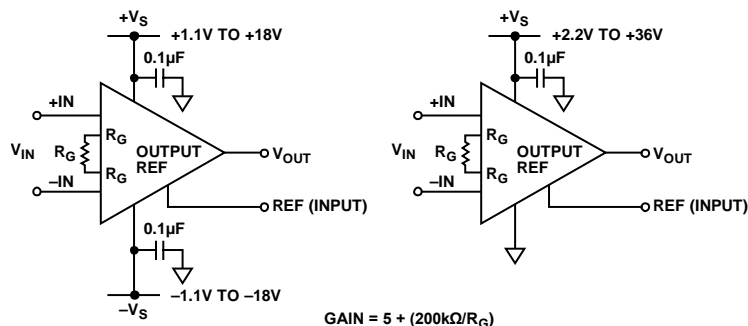 +VS
+1.1V TO +18V
0.1µF
+IN
RG
VIN
RG
OUTPUT
REF
VOUT
RG
–IN
REF (INPUT)
0.1µF
–1.1V TO –18V
–VS
+VS
+2.2V TO +36V
0.1µF
+IN
RG
VIN
RG
OUTPUT
REF
VOUT
RG
–IN
REF (INPUT)
GAIN = 5 + (200kΩ/RG)